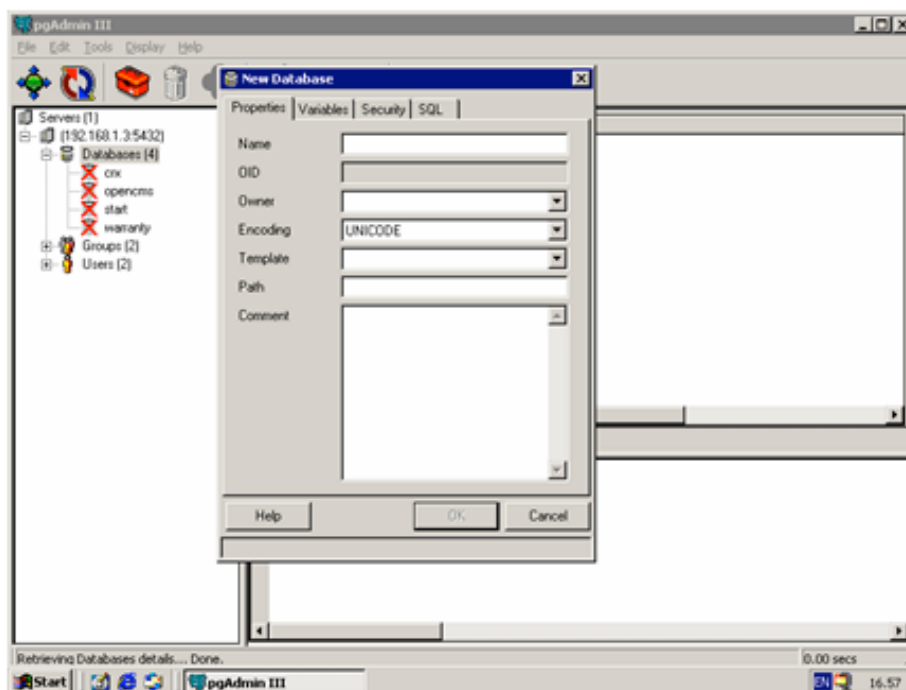 pgAdmin III
File Edit Tools Display Help
New Database
Properties Variables Security SQL
Servers (1)
(192.168.1.3:5432)
Databases (4)
crix
opencms
start
warranty
Groups (2)
Users (2)
Name
OID
Owner
Encoding UNICODE
Template
Path
Comment
Help OK Cancel
Retrieving Databases details... Done. 0.00 secs
Start pgAdmin III EN 16.57